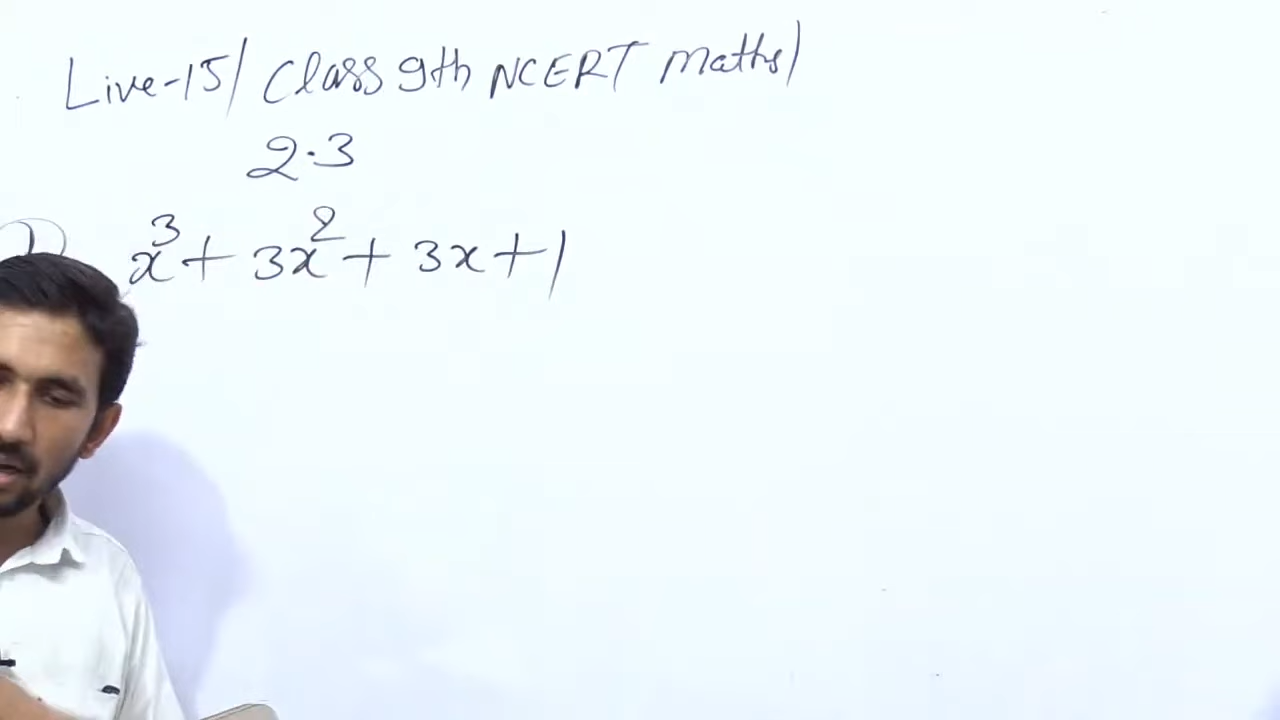 Live-15/ Class 9th NCERT Maths/
2.3
x³ + 3x² + 3x + 1